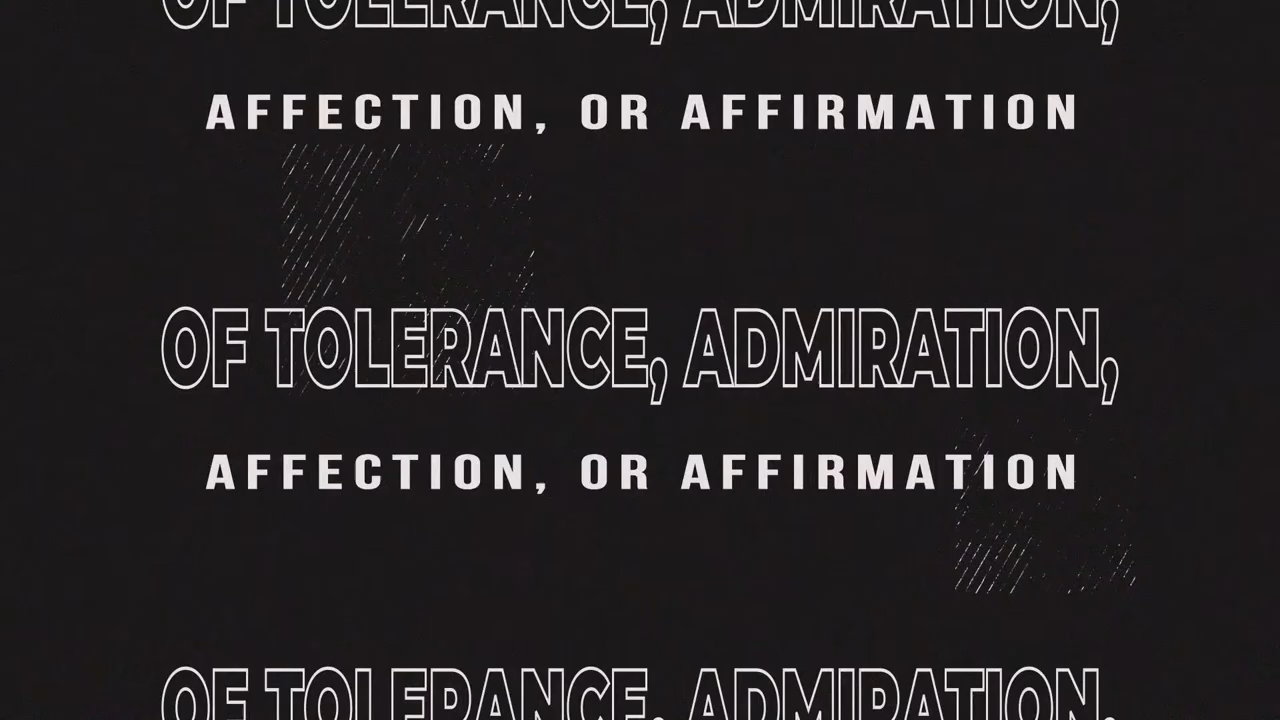 OF TOLERANCE, ADMIRATION,
AFFECTION, OR AFFIRMATION
OF TOLERANCE, ADMIRATION,
AFFECTION, OR AFFIRMATION
OF TOLERANCE, ADMIRATION,